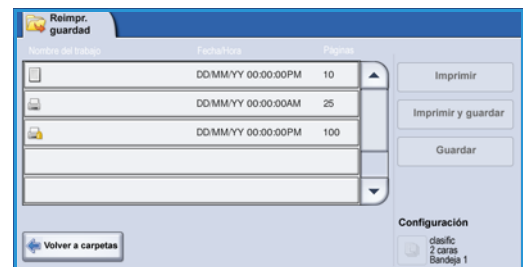 Reimpr.
guardad
Nombre del trabajo Fecha/Hora Páginas
DD/MM/YY 00:00:00PM 10
DD/MM/YY 00:00:00AM 25
DD/MM/YY 00:00:00PM 100
Imprimir
Imprimir y guardar
Guardar
Volver a carpetas
Configuración
clasific
2 caras
Bandeja 1